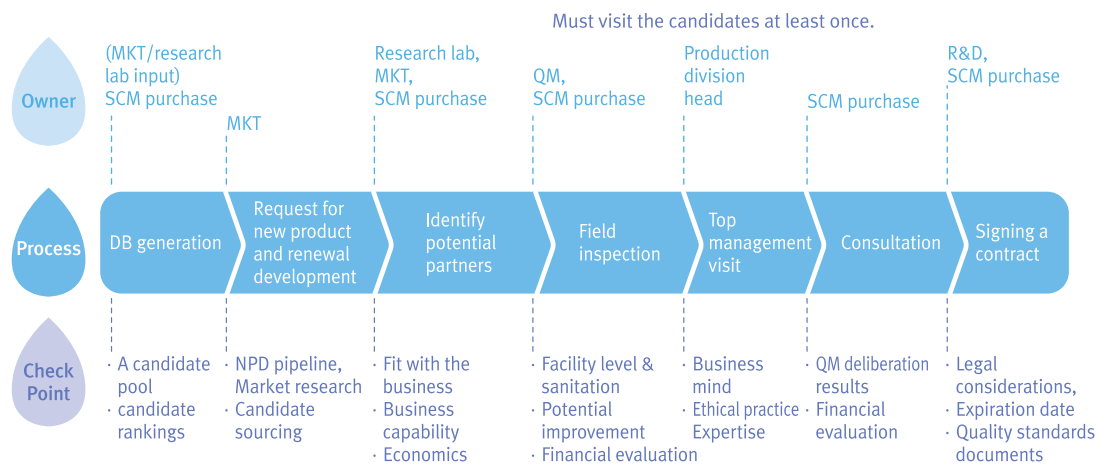 Must visit the candidates at least once.
Owner
(MKT/research
lab input)
SCM purchase
MKT
Research lab,
MKT,
SCM purchase
QM,
SCM purchase
Production
division
head
SCM purchase
R&D,
SCM purchase
Process
DB generation
Request for
new product
and renewal
development
Identify
potential
partners
Field
inspection
Top
management
visit
Consultation
Signing a
contract
Check
Point
· A candidate
pool
· candidate
rankings
· NPD pipeline,
Market research
· Candidate
sourcing
· Fit with the
business
· Business
capability
· Economics
· Facility level &
sanitation
· Potential
improvement
· Financial evaluation
· Business
mind
· Ethical practice
Expertise
· QM deliberation
results
· Financial
evaluation
· Legal
considerations,
· Expiration date
· Quality standards
documents